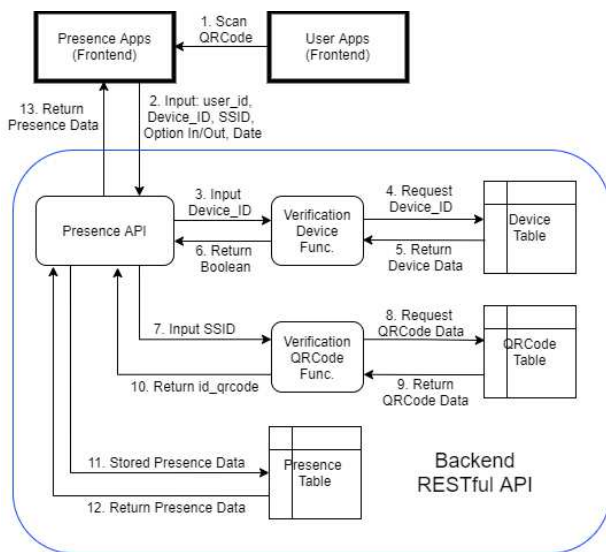 1. Scan
QRCode
Presence Apps
(Frontend)
User Apps
(Frontend)
13. Return
Presence Data
2. Input: user_id,
Device_ID, SSID,
Option In/Out, Date
3. Input
Device_ID
4. Request
Device_ID
Presence API
Verification
Device
Func.
Device
Table
6. Return
Boolean
5. Return
Device Data
7. Input SSID
8. Request
QRCode Data
Verification
QRCode
Func.
QRCode
Table
10. Return id_qrcode
9. Return
QRCode Data
11. Stored Presence Data
Presence
Table
12. Return Presence Data
Backend
RESTful API